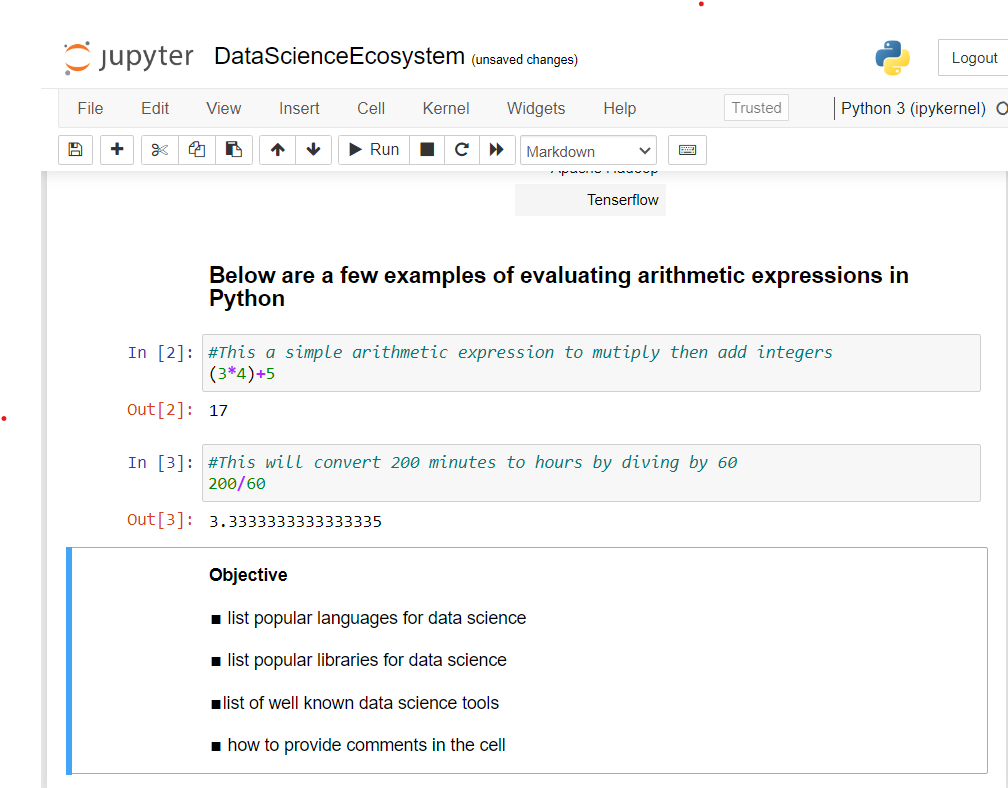 jupyter DataScienceEcosystem (unsaved changes) Logout
File Edit View Insert Cell Kernel Widgets Help Trusted Python 3 (ipykernel)
Run Markdown
Apache Hadoop
Tenserflow
Below are a few examples of evaluating arithmetic expressions in
Python
In [2]: #This a simple arithmetic expression to mutiply then add integers
(3*4)+5
Out[2]: 17
In [3]: #This will convert 200 minutes to hours by diving by 60
200/60
Out[3]: 3.3333333333333335
Objective
■ list popular languages for data science
■ list popular libraries for data science
■list of well known data science tools
■ how to provide comments in the cell